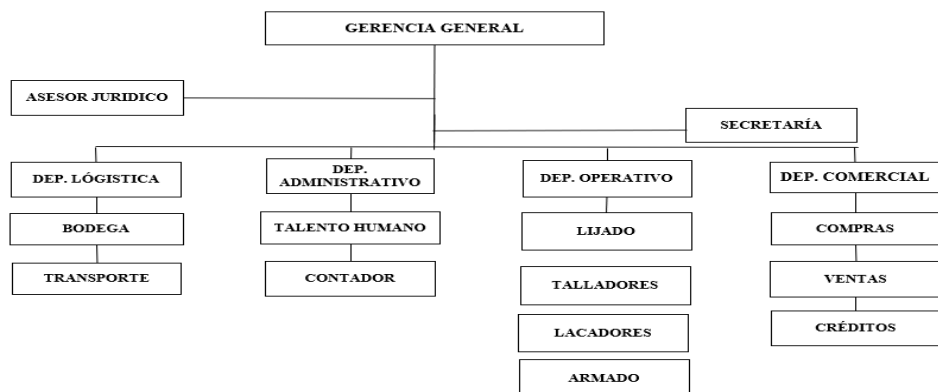 GERENCIA GENERAL
ASESOR JURIDICO
SECRETARÍA
DEP. LÓGISTICA
DEP.
ADMINISTRATIVO
DEP. OPERATIVO
DEP. COMERCIAL
BODEGA
TALENTO HUMANO
LIJADO
COMPRAS
TRANSPORTE
CONTADOR
TALLADORES
VENTAS
LACADORES
CRÉDITOS
ARMADO